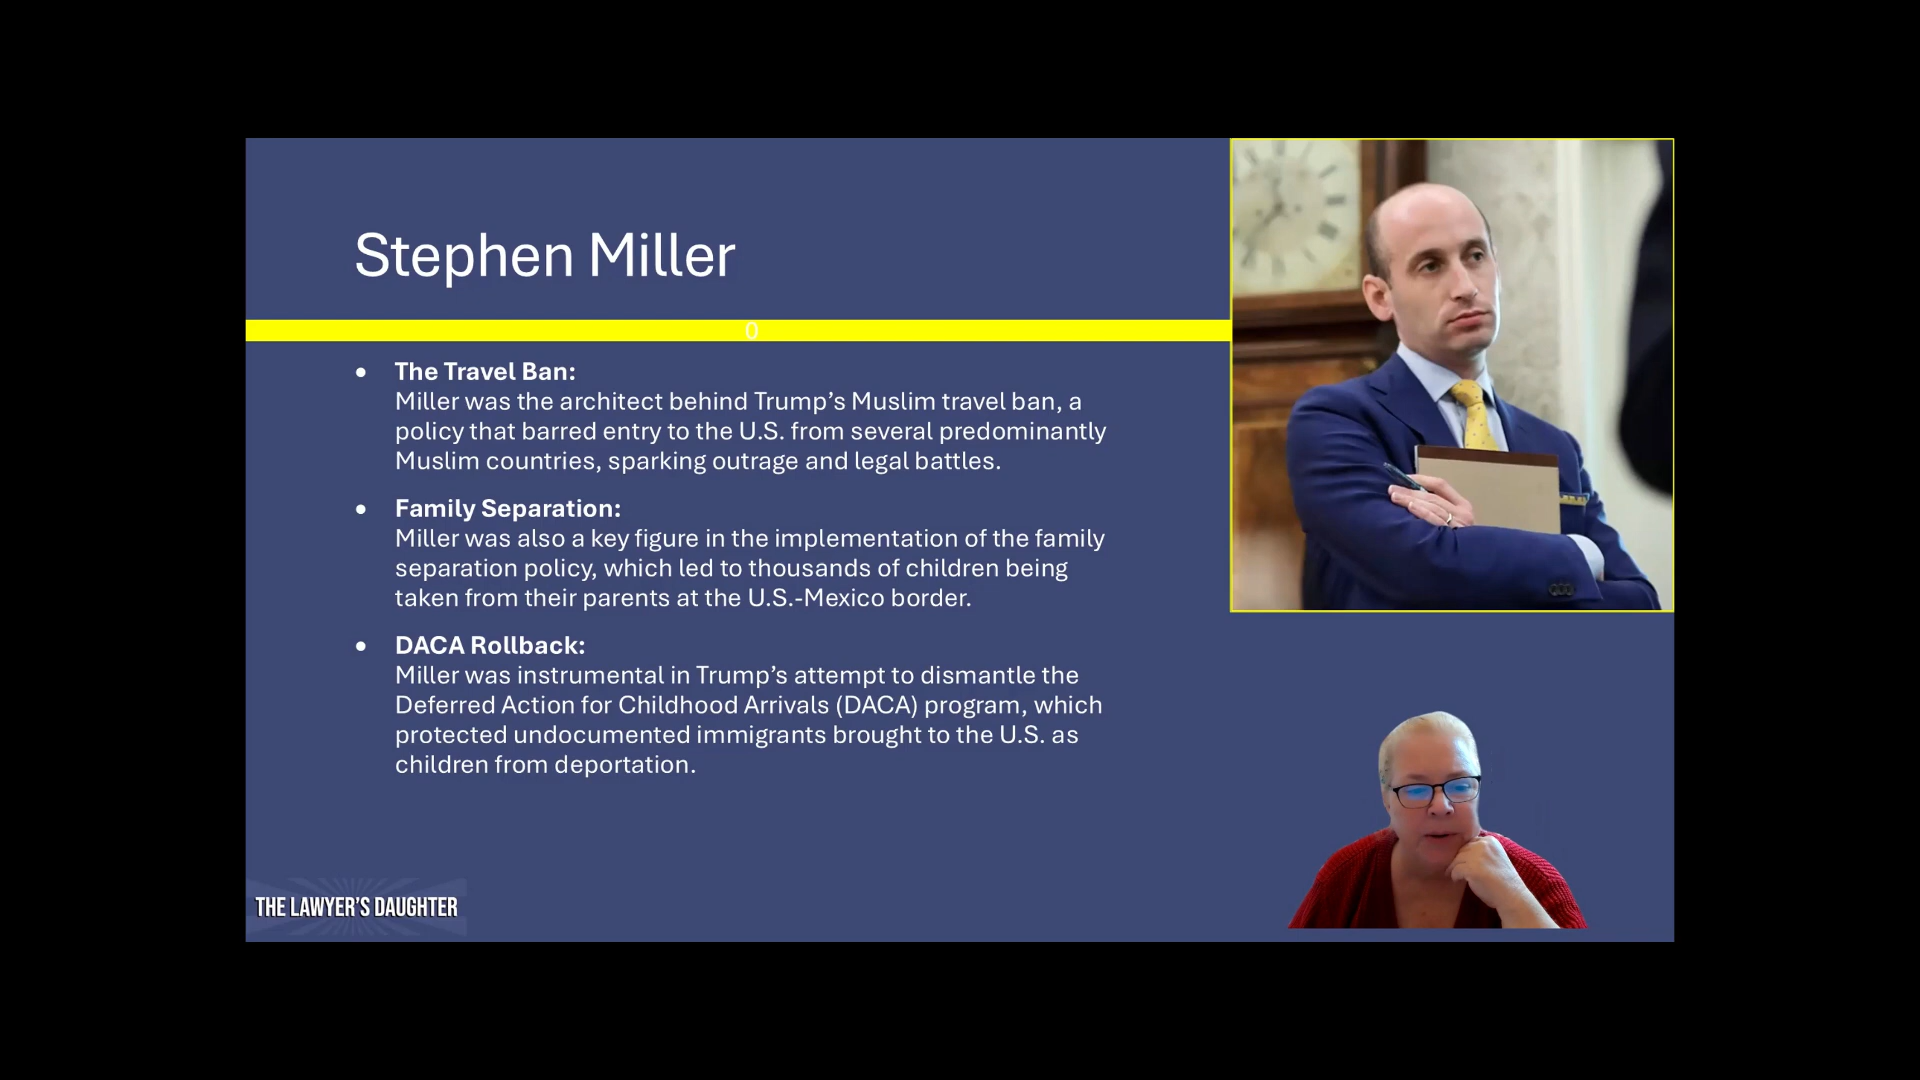 Stephen Miller
0
• The Travel Ban:
Miller was the architect behind Trump’s Muslim travel ban, a
policy that barred entry to the U.S. from several predominantly
Muslim countries, sparking outrage and legal battles.
• Family Separation:
Miller was also a key figure in the implementation of the family
separation policy, which led to thousands of children being
taken from their parents at the U.S.-Mexico border.
• DACA Rollback:
Miller was instrumental in Trump’s attempt to dismantle the
Deferred Action for Childhood Arrivals (DACA) program, which
protected undocumented immigrants brought to the U.S. as
children from deportation.
THE LAWYER’S DAUGHTER